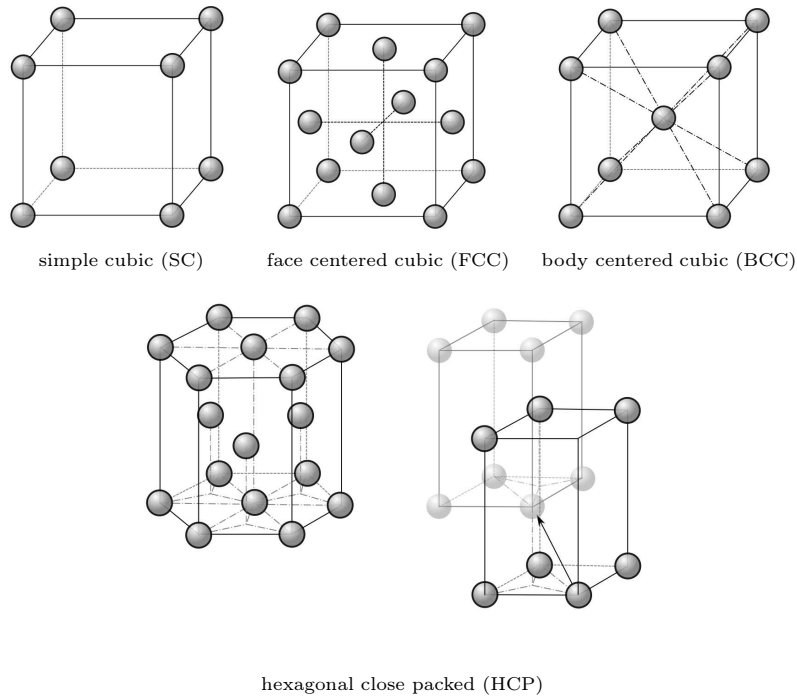 simple cubic (SC)
face centered cubic (FCC)
body centered cubic (BCC)
hexagonal close packed (HCP)